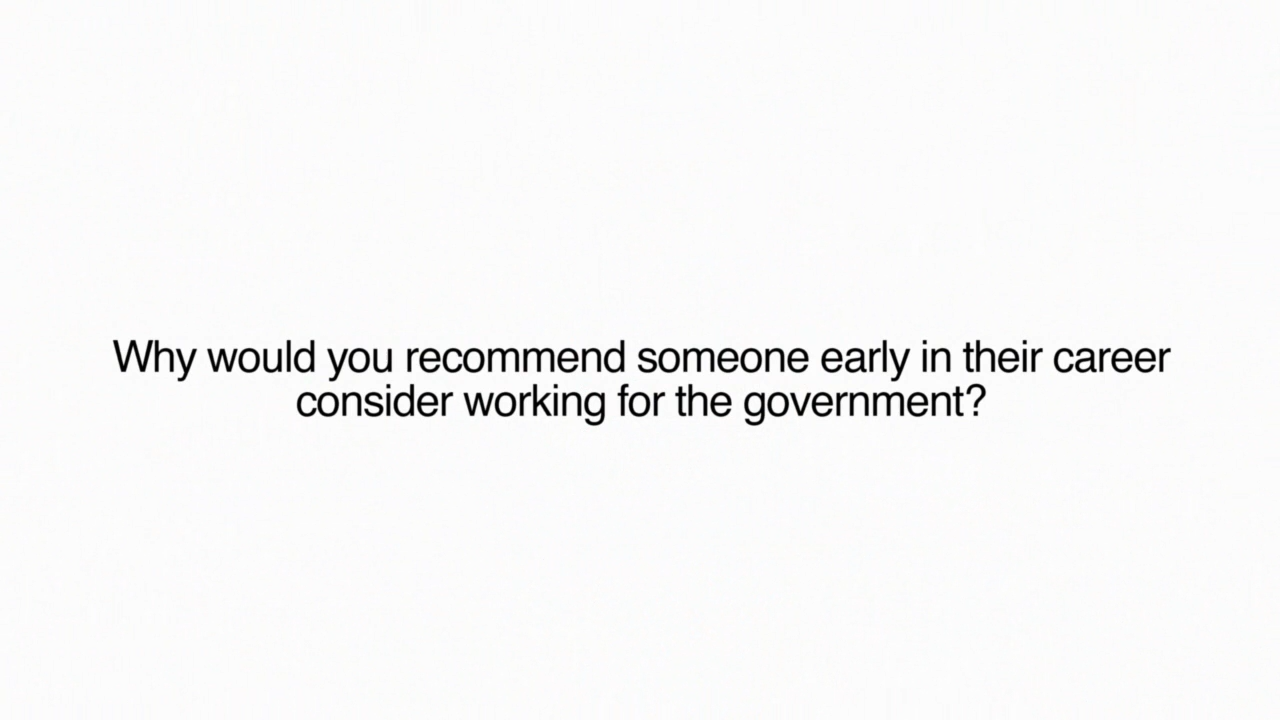 Why would you recommend someone early in their career
consider working for the government?